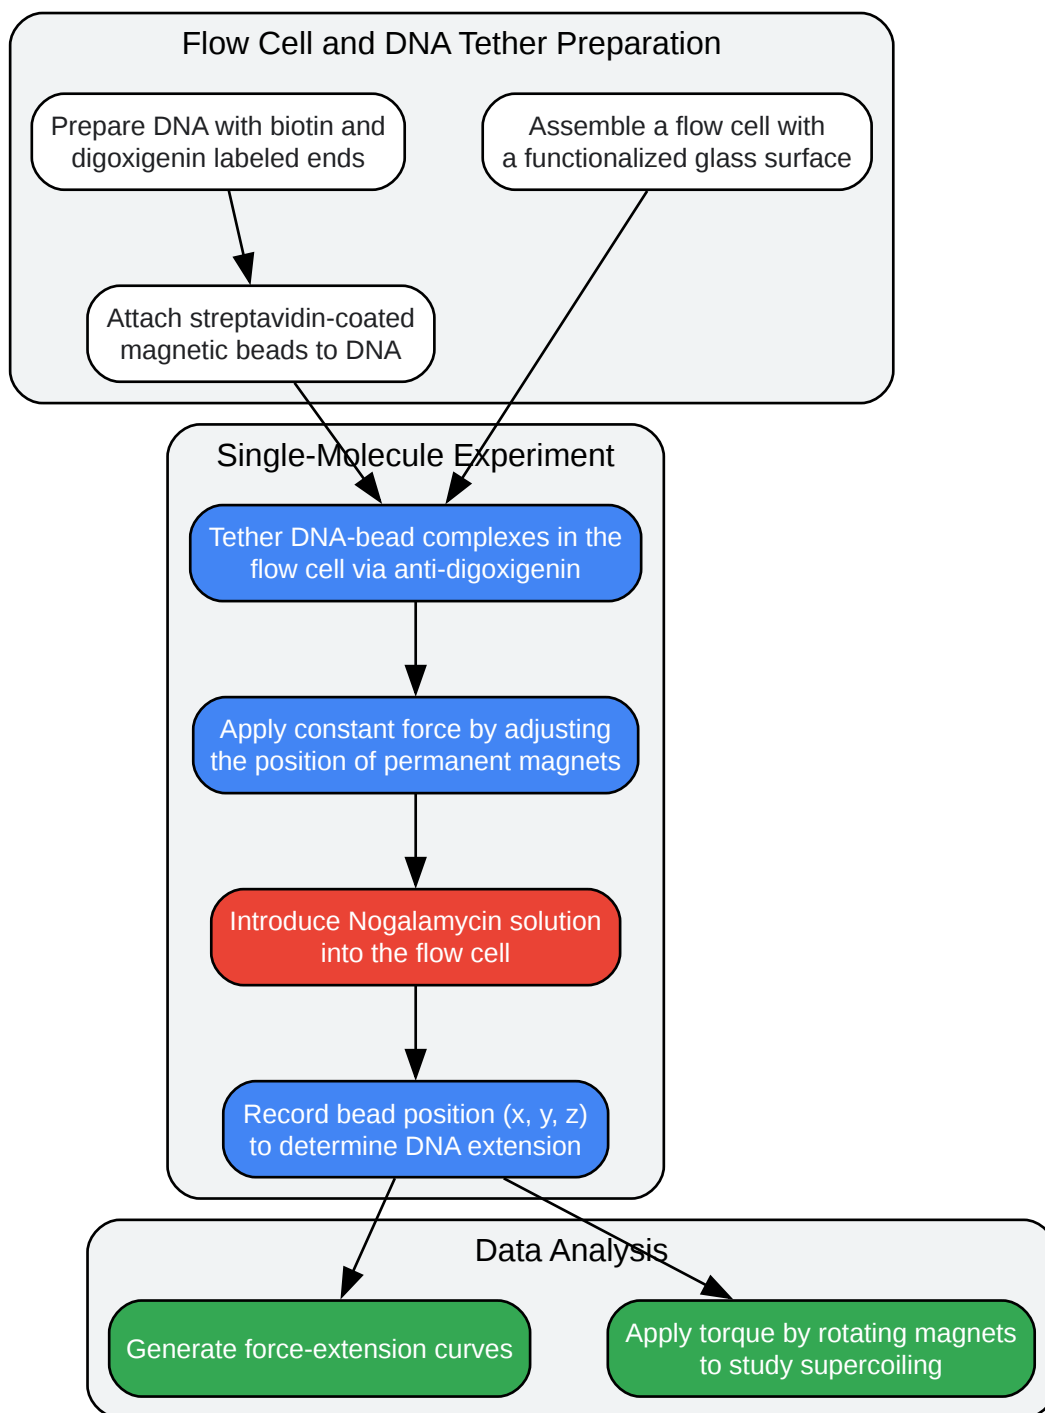 Flow Cell and DNA Tether Preparation
Prepare DNA with biotin and
digoxigenin labeled ends
Assemble a flow cell with
a functionalized glass surface
Attach streptavidin-coated
magnetic beads to DNA
Single-Molecule Experiment
Tether DNA-bead complexes in the
flow cell via anti-digoxigenin
Apply constant force by adjusting
the position of permanent magnets
Introduce Nogalamycin solution
into the flow cell
Record bead position (x, y, z)
to determine DNA extension
Data Analysis
Generate force-extension curves
Apply torque by rotating magnets
to study supercoiling